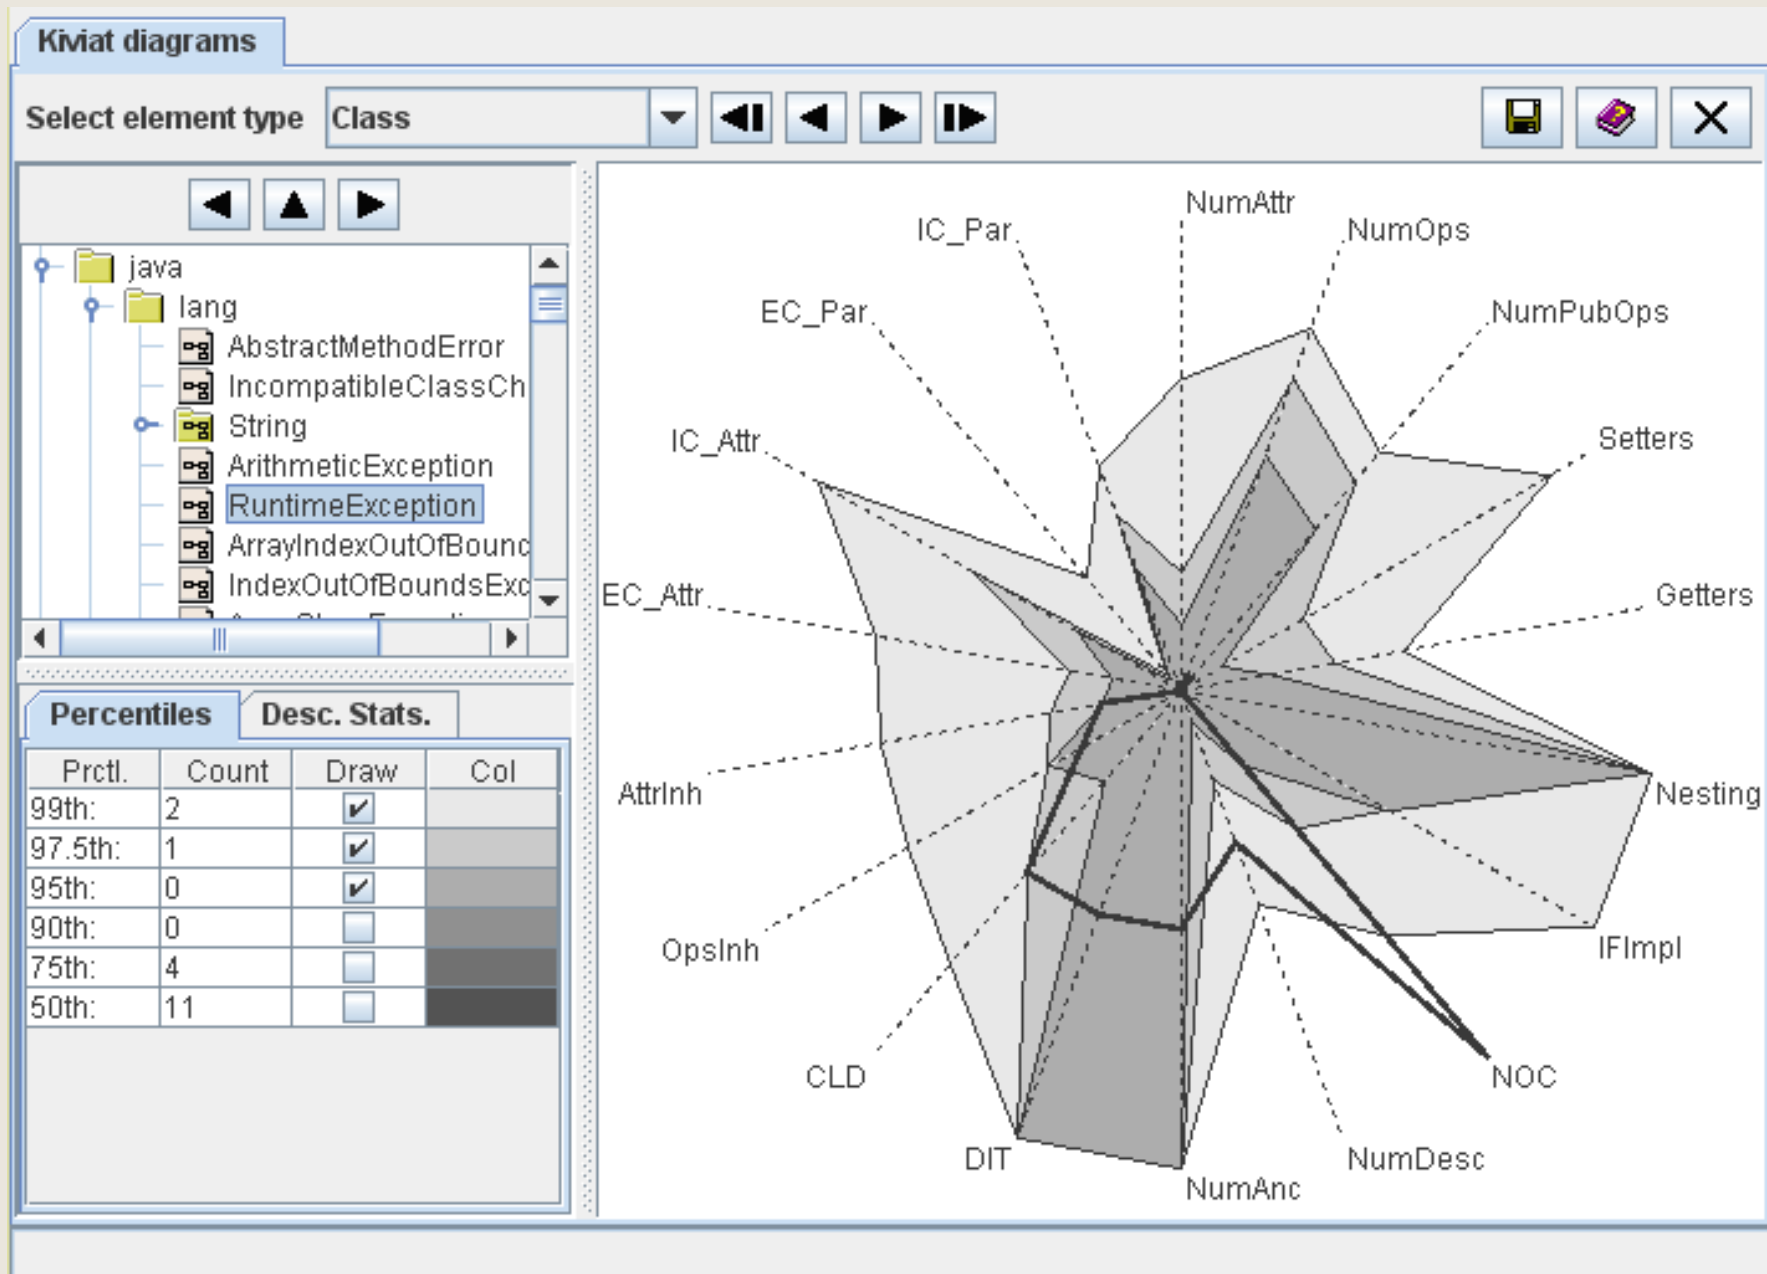 Kiviat diagrams
Select element type Class
java
lang
AbstractMethodError
IncompatibleClassCh
String
ArithmeticException
RuntimeException
ArrayIndexOutOfBounc
IndexOutOfBoundsExc
Percentiles Desc. Stats.
Prctl. Count Draw Col
99th: 2
97.5th: 1
95th: 0
90th: 0
75th: 4
50th: 11
NumAttr
IC_Par
NumOps
EC_Par
NumPubOps
IC_Attr
Setters
EC_Attr
Getters
AttrInh
Nesting
OpsInh
IFImpl
CLD
NOC
DIT
NumDesc
NumAnc